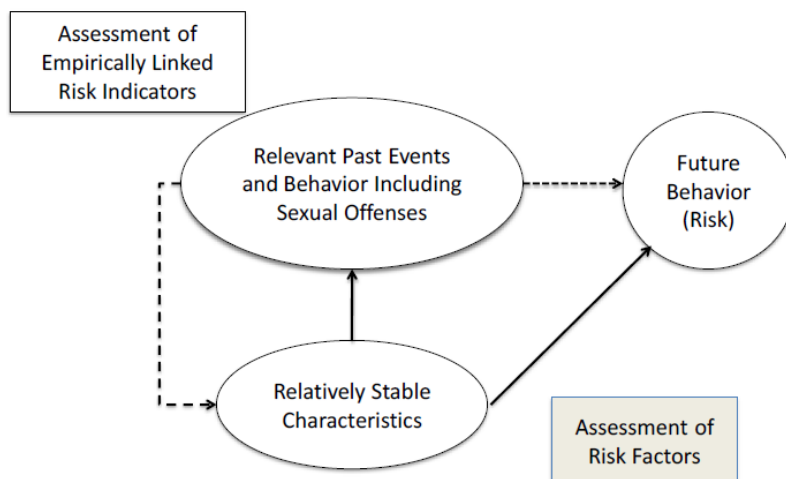 Assessment of
Empirically Linked
Risk Indicators
Relevant Past Events
and Behavior Including
Sexual Offenses
Future
Behavior
(Risk)
Relatively Stable
Characteristics
Assessment of
Risk Factors